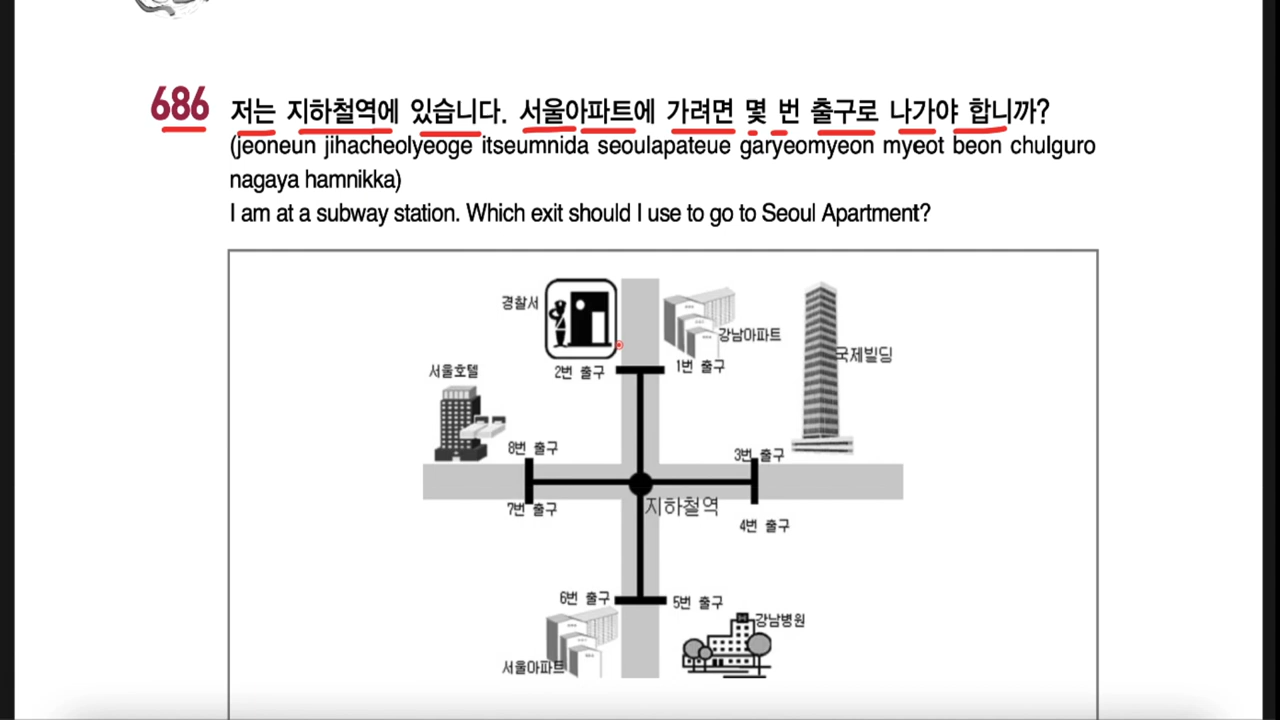 686 저는 지하철역에 있습니다. 서울아파트에 가려면 몇 번 출구로 나가야 합니까?
(jeoneun jihacheolyeoge itseumnida seoulapateue garyeomyeon myeot beon chulguro
nagaya hamnikka)
I am at a subway station. Which exit should I use to go to Seoul Apartment?
경찰서
강남아파트
국제빌딩
2번 출구
1번 출구
서울호텔
8번 출구
3번 출구
지하철역
7번 출구
4번 출구
6번 출구
5번 출구
강남병원
서울아파트